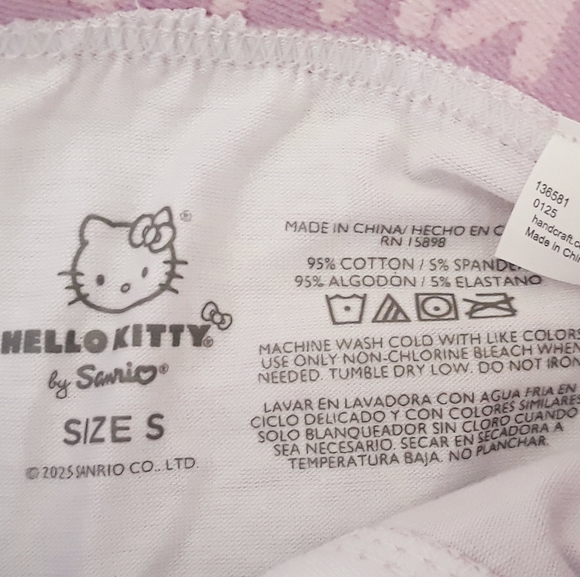 HELLO KITTY®
by Sanrio®
SIZE S
© 2025 SANRIO CO., LTD.
MADE IN CHINA/ HECHO EN
RN 15898
95% COTTON / 5%
95% ALGODÓN / 5% ELASTANO
MACHINE WASH COLD WITH LIKE COLORS
USE ONLY NON-CHLORINE BLEACH WHEN
NEEDED. TUMBLE DRY LOW. DO NOT IRON
LAVAR EN LAVADORA CON AGUA FRIA EN
CICLO DELICADO Y CON COLORES SIMILARES
SOLO BLANQUEADOR SIN CLORO CUANDO
SEA NECESARIO. SECAR EN SECADORA A
TEMPERATURA BAJA. NO PLANCHAR.
136581
0125
Made in